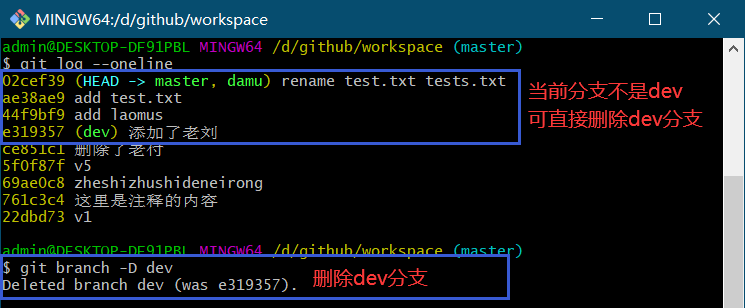 MINGW64:/d/github/workspace
admin@DESKTOP-DF91PBL MINGW64 /d/github/workspace (master)
$ git log --oneline
02cef39 (HEAD -> master, damu) rename test.txt tests.txt
ae38ae9 add test.txt
44f9bf9 add laomus
e319357 (dev) 添加了老刘
ce851c1 删除了老付
5f0f87f v5
69ae0c8 zheshizhushideneirong
761c3c4 这里是注释的内容
22dbd73 v1
当前分支不是dev
可直接删除dev分支
admin@DESKTOP-DF91PBL MINGW64 /d/github/workspace (master)
$ git branch -D dev
Deleted branch dev (was e319357).
删除dev分支